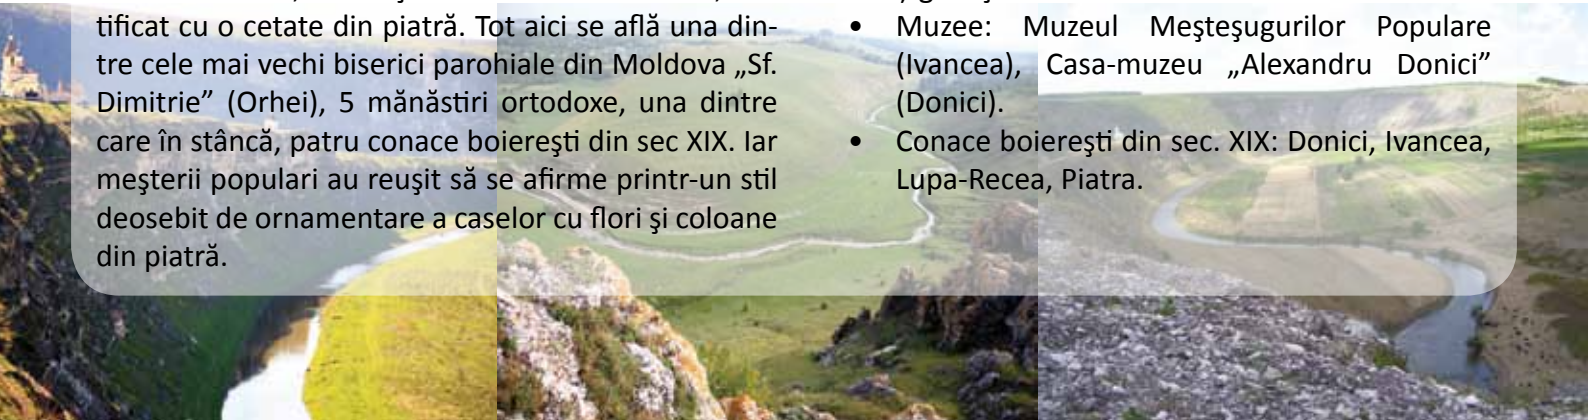 tificat cu o cetate din piatră. Tot aici se află una din-
tre cele mai vechi biserici parohiale din Moldova „Sf.
Dimitrie” (Orhei), 5 mănăstiri ortodoxe, una dintre
care în stâncă, patru conace boiereşti din sec XIX. Iar
meşterii populari au reuşit să se afirme printr-un stil
deosebit de ornamentare a caselor cu flori şi coloane
din piatră.
• Muzee: Muzeul Meşteşugurilor Populare
(Ivancea), Casa-muzeu „Alexandru Donici”
(Donici).
• Conace boiereşti din sec. XIX: Donici, Ivancea,
Lupa-Recea, Piatra.